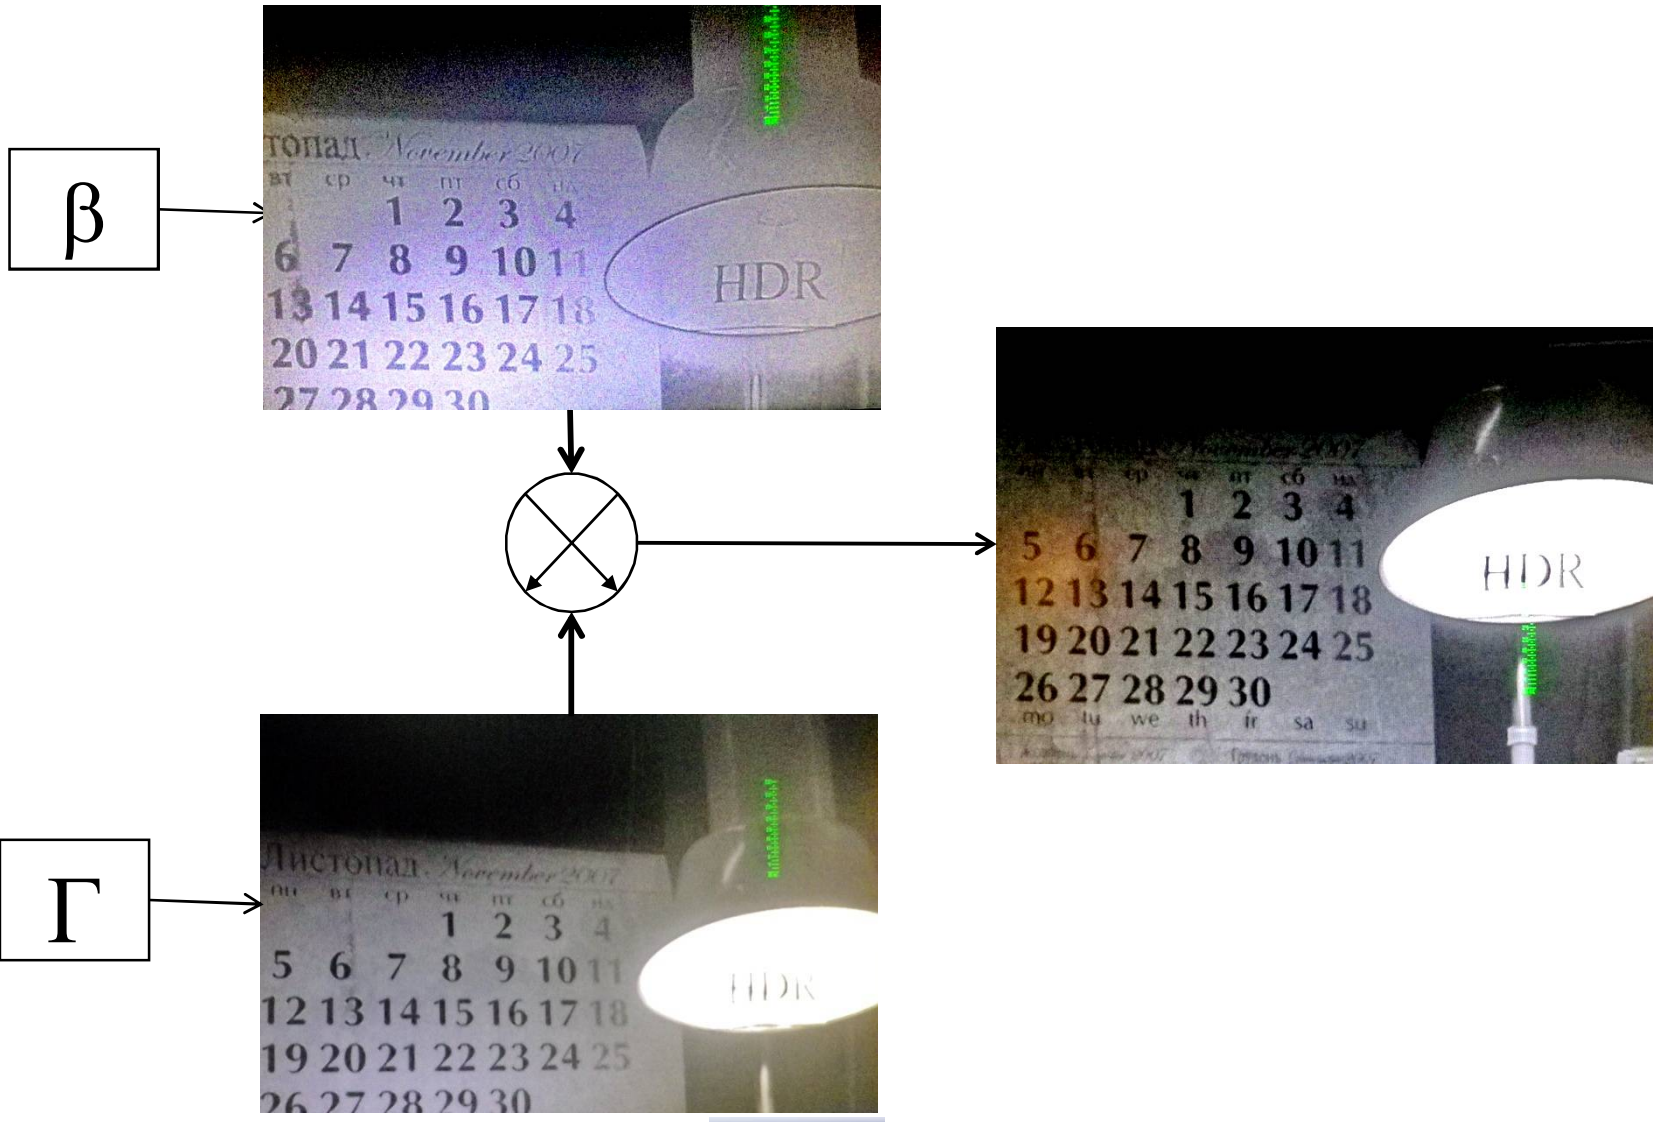 β
топад. November 2007
вт ср чт пт сб нд
1 2 3 4
6 7 8 9 10 11
13 14 15 16 17 18
20 21 22 23 24 25
27 28 29 30
HDR
November 2007
ср чт пт сб нд
1 2 3 4
5 6 7 8 9 10 11
12 13 14 15 16 17 18
19 20 21 22 23 24 25
26 27 28 29 30
mo tu we th fr sa su
HDR
Γ
Листопад. November 2007
пн вт ср чт пт сб нд
1 2 3 4
5 6 7 8 9 10 11
12 13 14 15 16 17 18
19 20 21 22 23 24 25
26 27 28 29 30
HDR